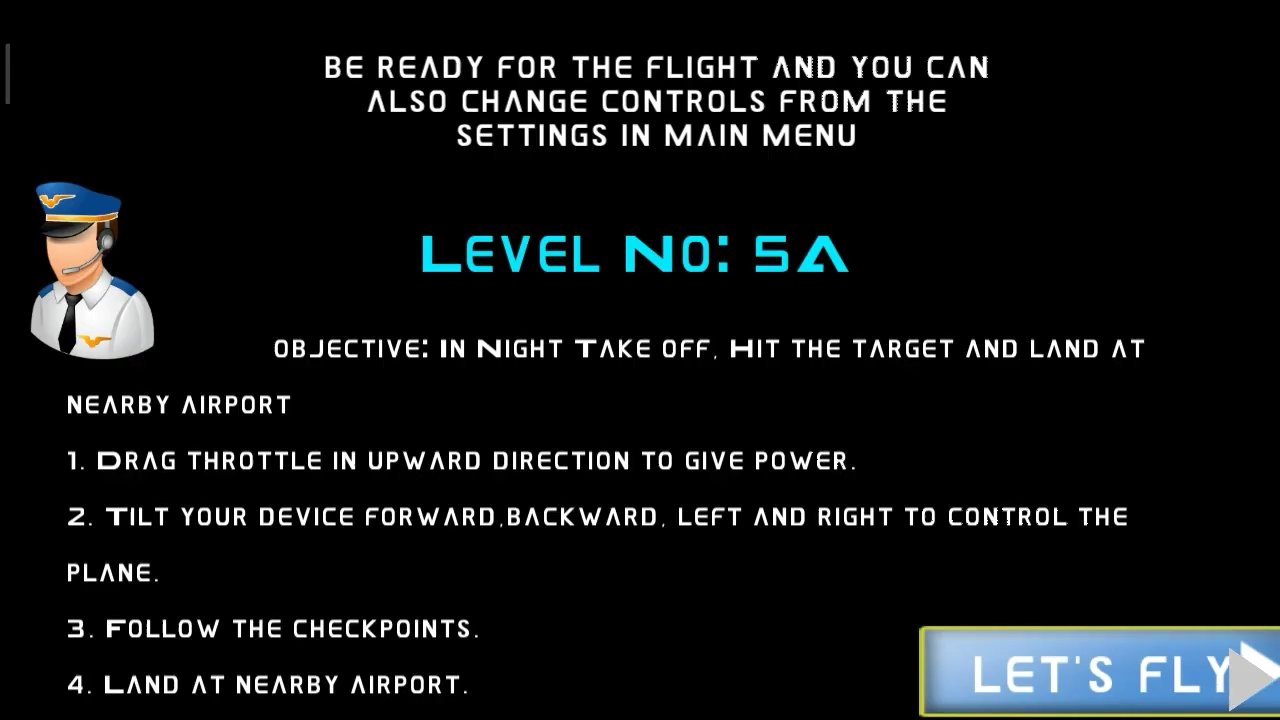 BE READY FOR THE FLIGHT AND YOU CAN
ALSO CHANGE CONTROLS FROM THE
SETTINGS IN MAIN MENU
LEVEL NO: 5A
OBJECTIVE: IN NIGHT TAKE OFF, HIT THE TARGET AND LAND AT
NEARBY AIRPORT
1. DRAG THROTTLE IN UPWARD DIRECTION TO GIVE POWER.
2. TILT YOUR DEVICE FORWARD,BACKWARD, LEFT AND RIGHT TO CONTROL THE
PLANE.
3. FOLLOW THE CHECKPOINTS.
4. LAND AT NEARBY AIRPORT.
LET'S FLY